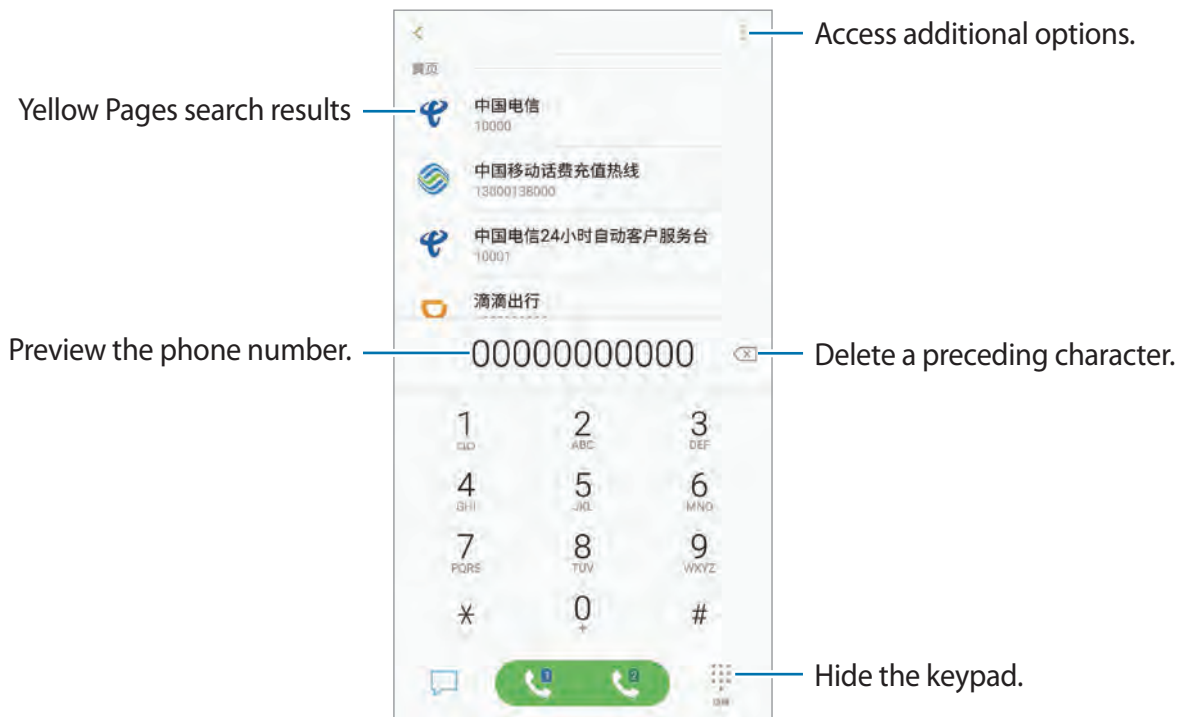 Access additional options.
黄页
Yellow Pages search results
中国电信
10000
中国移动话费充值热线
13800138000
中国电信24小时自动客户服务台
10001
滴滴出行
Preview the phone number.
00000000000
Delete a preceding character.
1 2 3
ABC DEF
4 5 6
GHI JKL MNO
7 8 9
PQRS TUV WXYZ
* 0 #
+
1 2
Hide the keypad.